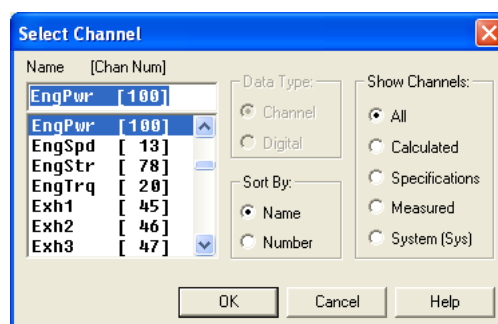 Select Channel
Name [Chan Num]
EngPwr [100]
EngPwr [100]
EngSpd [ 13]
EngStr [ 78]
EngTrq [ 20]
Exh1 [ 45]
Exh2 [ 46]
Exh3 [ 47]
Data Type:
Channel
Digital
Sort By:
Name
Number
Show Channels:
All
Calculated
Specifications
Measured
System (Sys)
OK Cancel Help